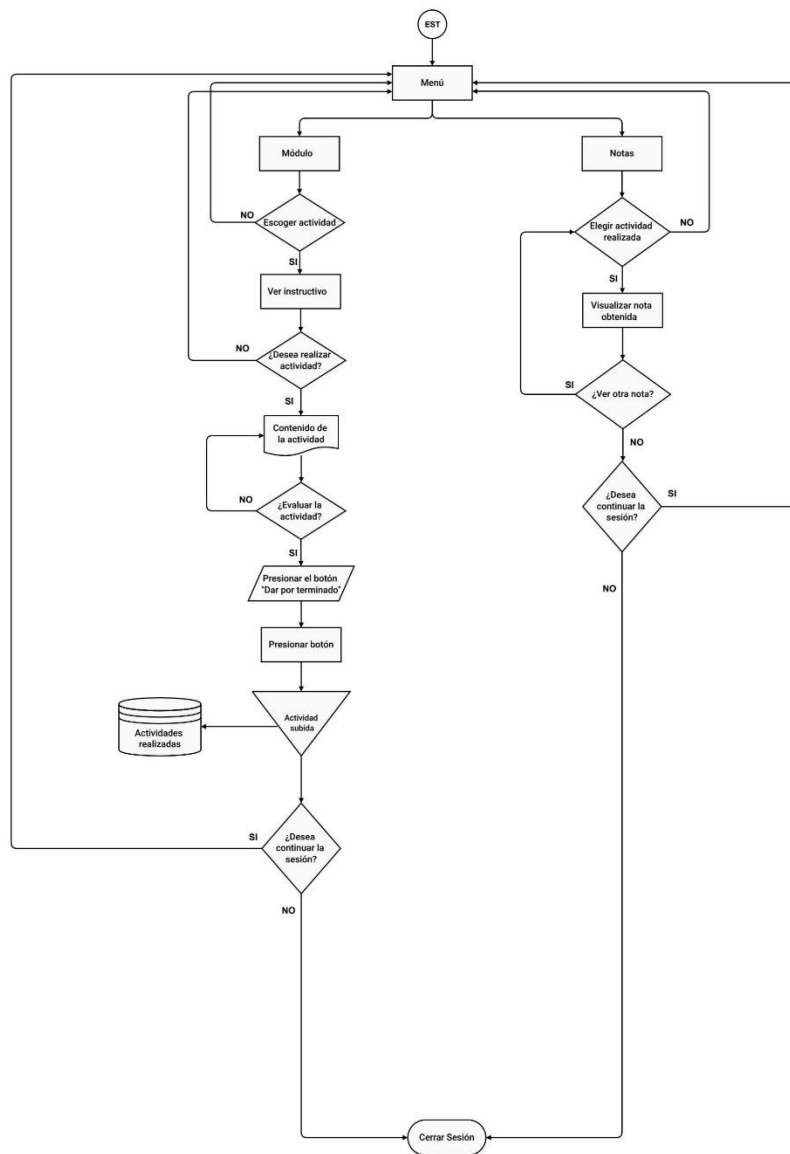 EST
Menú
Módulo
Notas
Escoger actividad
NO
SI
Elegir actividad
realizada
NO
SI
Ver instructivo
Visualizar nota
obtenida
¿Desea realizar
actividad?
NO
SI
¿Ver otra nota?
SI
NO
Contenido de
la actividad
¿Evaluar la
actividad?
NO
SI
¿Desea
continuar la
sesión?
SI
NO
Presionar el botón
"Dar por terminado"
Presionar botón
Actividad
subida
Actividades
realizadas
¿Desea
continuar la
sesión?
SI
NO
Cerrar Sesión